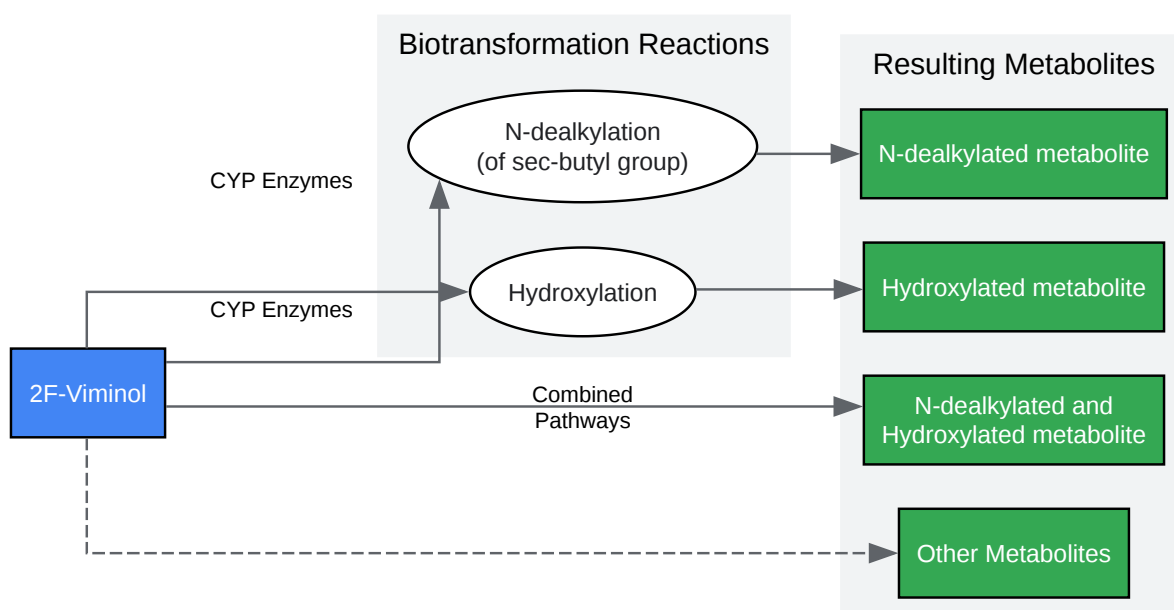 Biotransformation Reactions
Resulting Metabolites
N-dealkylation
(of sec-butyl group)
N-dealkylated metabolite
CYP Enzymes
Hydroxylation
Hydroxylated metabolite
CYP Enzymes
2F-Viminol
Combined
Pathways
N-dealkylated and
Hydroxylated metabolite
Other Metabolites